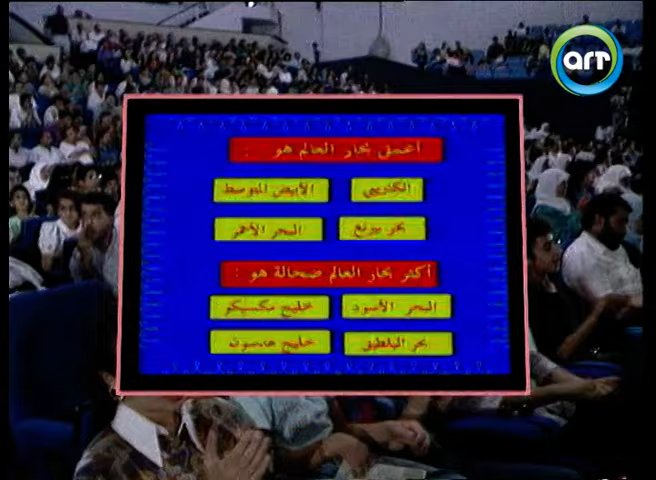 art
أعمق بحار العالم هو :
الكاريبي الأبيض المتوسط
بحر بيرنغ البحر الأحمر
أكثر بحار العالم ضحالة هو :
البحر الأسود خليج مكسيكو
بحر البلطيق خليج هدسون